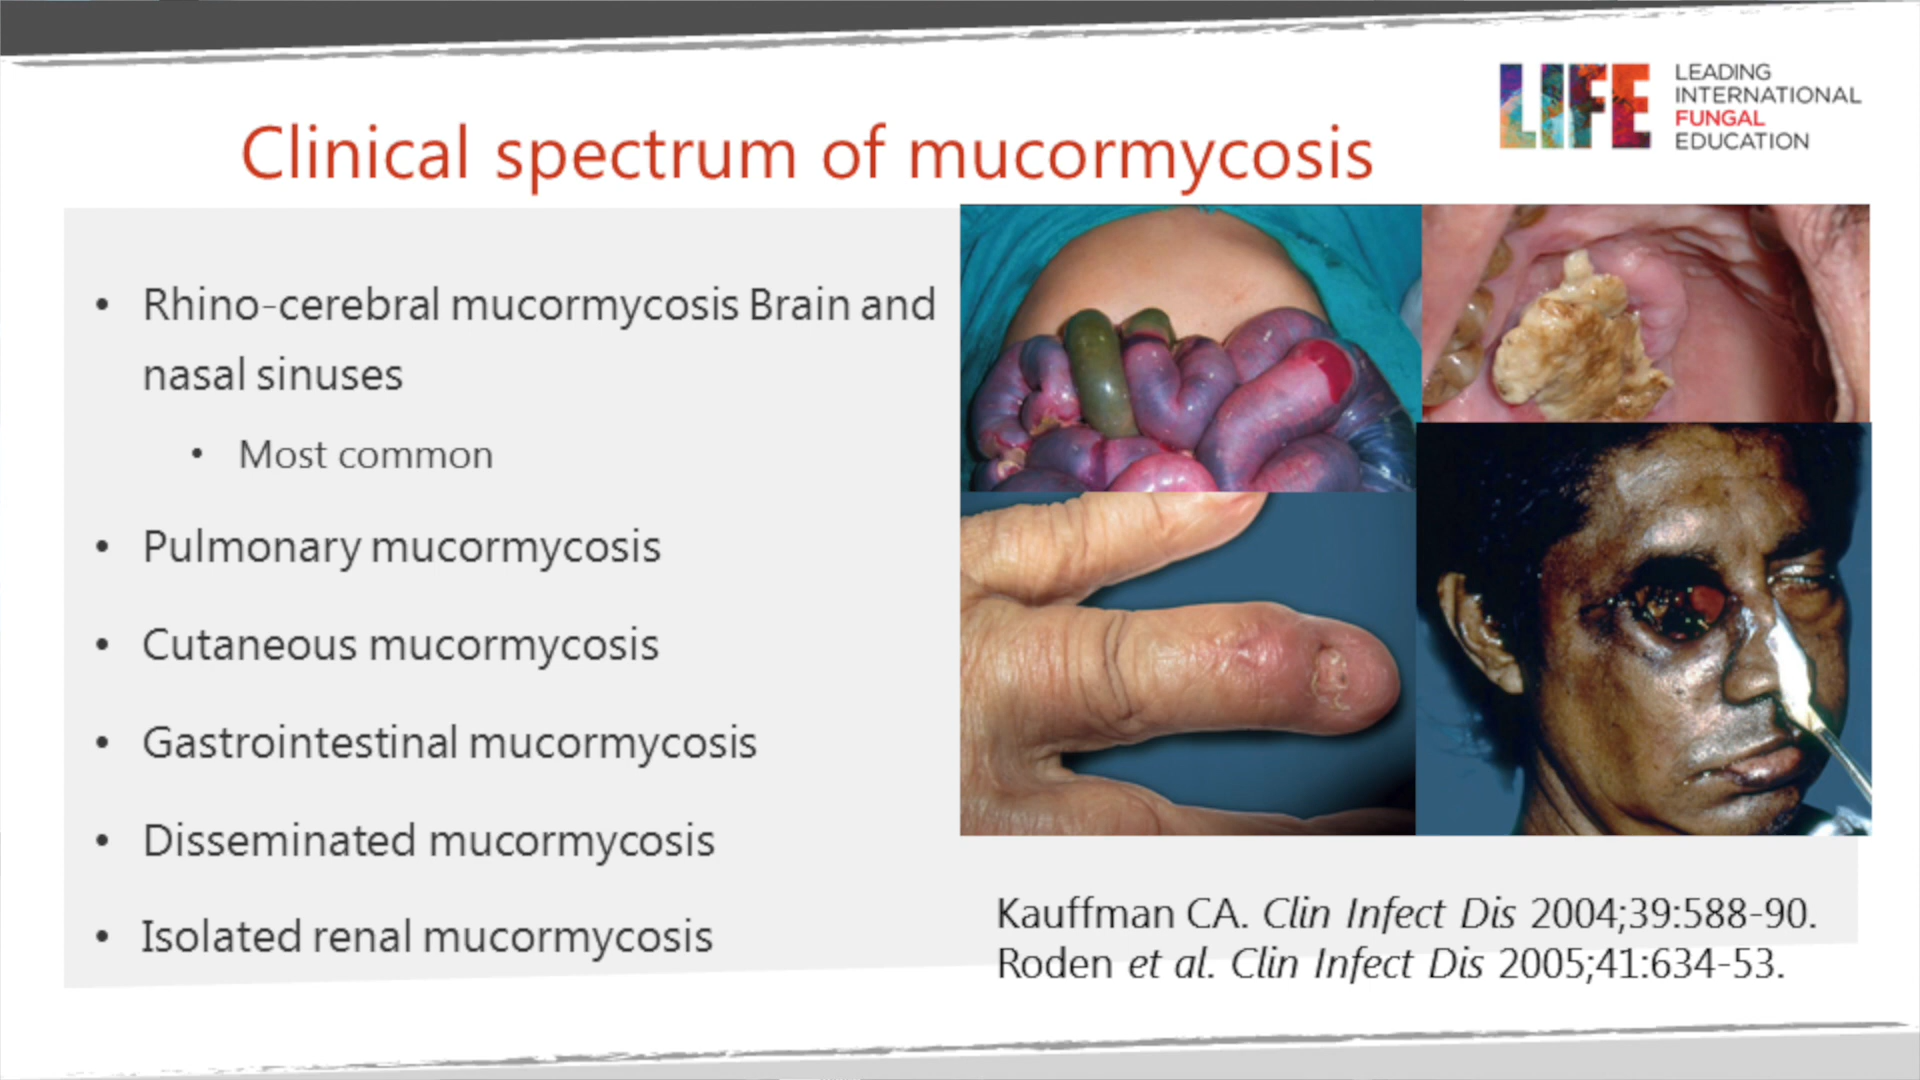 LIFE LEADING
INTERNATIONAL
FUNGAL
EDUCATION
Clinical spectrum of mucormycosis
• Rhino-cerebral mucormycosis Brain and
nasal sinuses
• Most common
• Pulmonary mucormycosis
• Cutaneous mucormycosis
• Gastrointestinal mucormycosis
• Disseminated mucormycosis
• Isolated renal mucormycosis
Kauffman CA. Clin Infect Dis 2004;39:588-90.
Roden et al. Clin Infect Dis 2005;41:634-53.